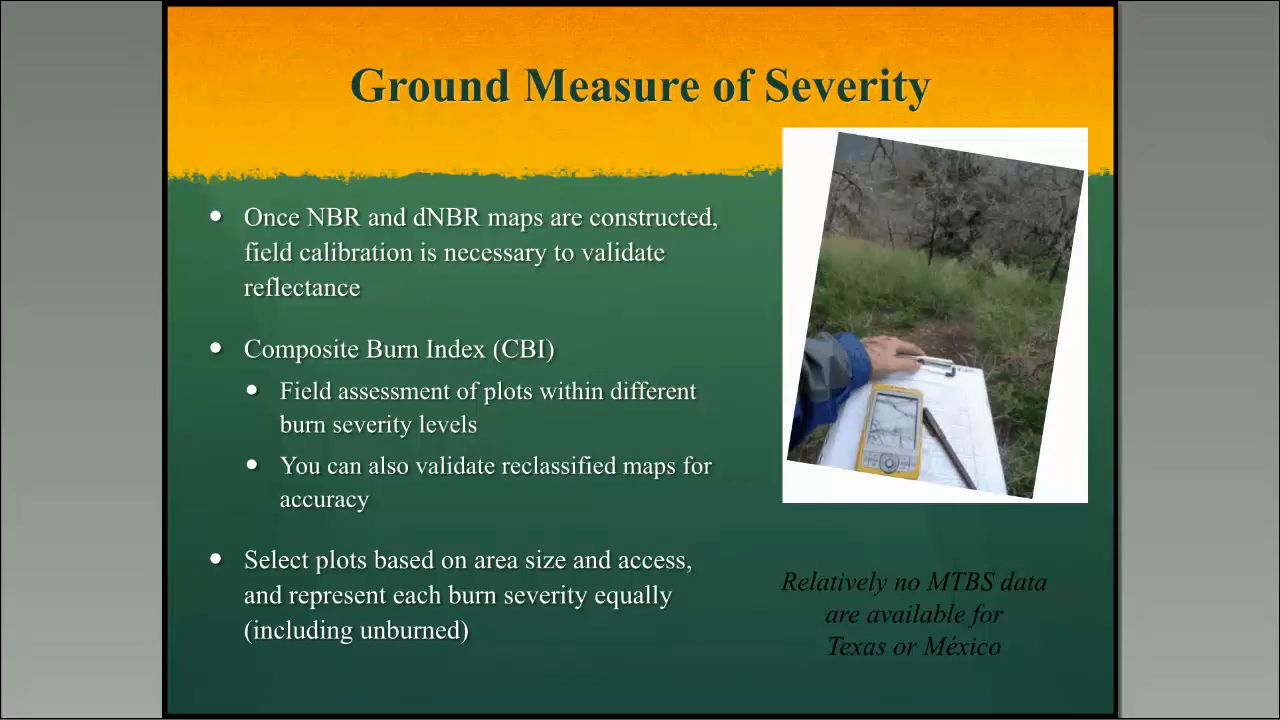 Ground Measure of Severity
• Once NBR and dNBR maps are constructed,
field calibration is necessary to validate
reflectance
• Composite Burn Index (CBI)
• Field assessment of plots within different
burn severity levels
• You can also validate reclassified maps for
accuracy
• Select plots based on area size and access,
and represent each burn severity equally
(including unburned)
Relatively no MTBS data
are available for
Texas or México